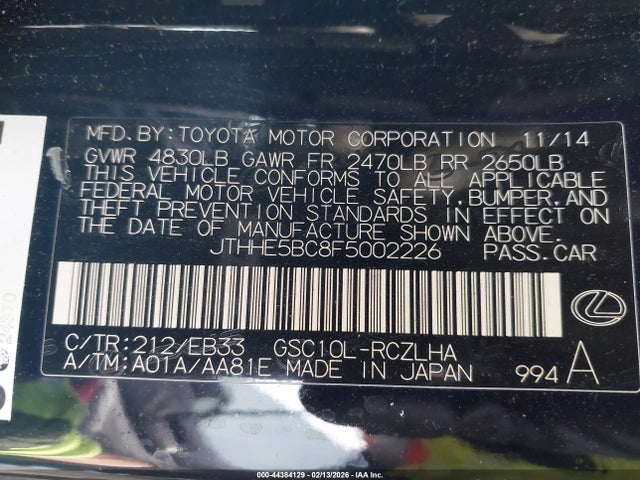 MFD.BY:TOYOTA MOTOR CORPORATION 11/14
GVWR 4830LB GAWR FR 2470LB RR 2650LB
THIS VEHICLE CONFORMS TO ALL APPLICABLE
FEDERAL MOTOR VEHICLE SAFETY,BUMPER,AND
THEFT PREVENTION STANDARDS IN EFFECT
ON THE DATE OF MANUFACTURE SHOWN ABOVE.
JTHHE5BC8F5002226 PASS.CAR
C/TR:212/EB33 GSC10L-RCZLHA
A/TM:A01A/AA81E MADE IN JAPAN 994 A
000-44384129 - 02/13/2026 - IAA Inc.